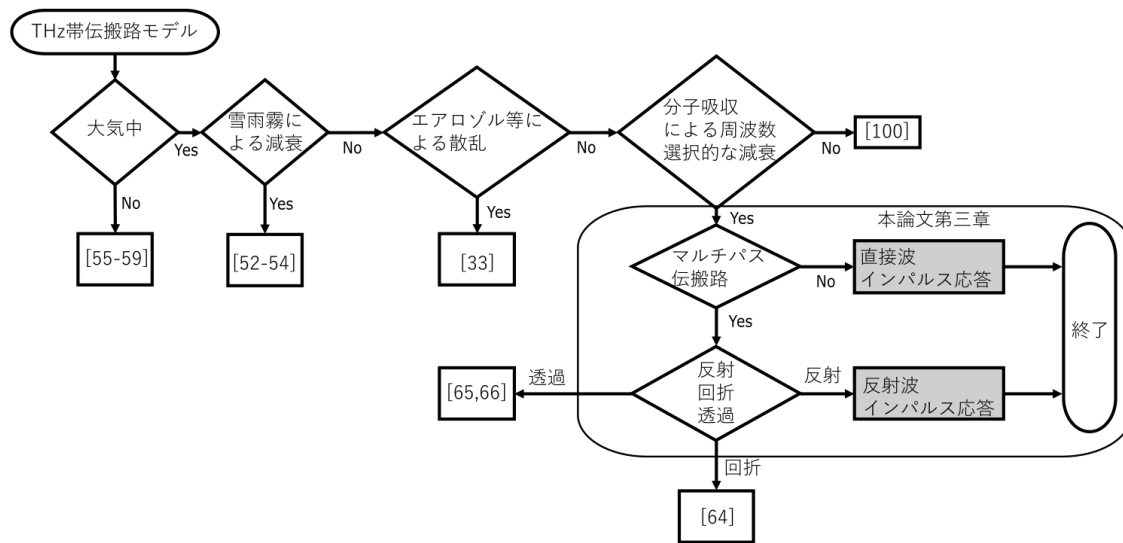 THz帯伝搬路モデル
大気中
Yes
No
[55-59]
雪雨霧に
よる減衰
No
Yes
[52-54]
エアロゾル等に
よる散乱
No
Yes
[33]
分子吸収
による周波数
選択的な減衰
No
[100]
Yes
本論文第三章
マルチパス
伝搬路
No
直接波
インパルス応答
Yes
反射
回折
透過
透過
[65,66]
反射
反射波
インパルス応答
終了
回折
[64]